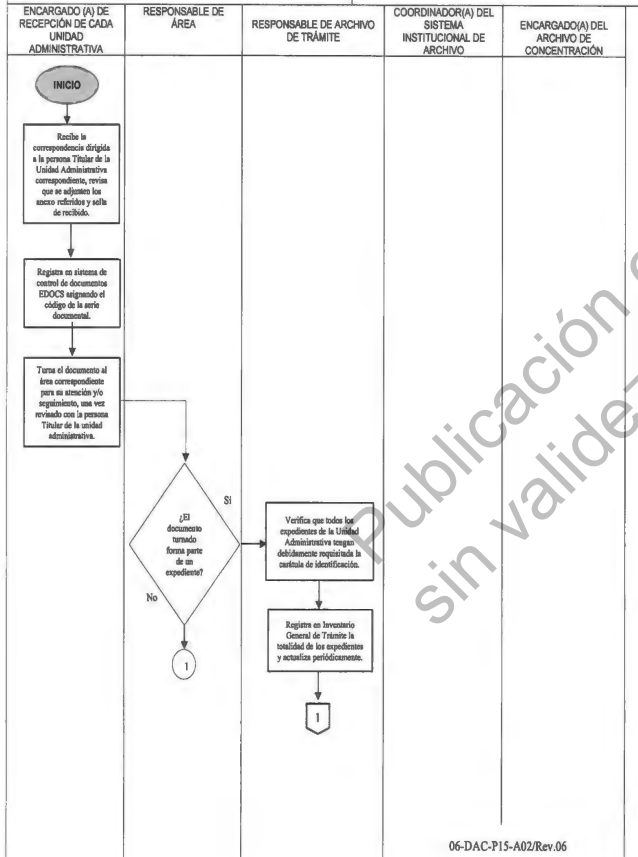 ENCARGADO (A) DE
RECEPCIÓN DE CADA
UNIDAD
ADMINISTRATIVA
RESPONSABLE DE
ÁREA
RESPONSABLE DE ARCHIVO
DE TRÁMITE
COORDINADOR(A) DEL
SISTEMA
INSTITUCIONAL DE
ARCHIVO
ENCARGADO(A) DEL
ARCHIVO DE
CONCENTRACIÓN
INICIO
Recibe la
correspondencia dirigida
a la persona Titular de la
Unidad Administrativa
correspondiente, revisa
que se adjunten los
anexo referidos y sella
de recibido.
Registra en sistema de
control de documentos
EDOCS asignando el
código de la serie
documental.
Turna el documento al
área correspondiente
para su atención y/o
seguimiento, una vez
revisado con la persona
Titular de la unidad
administrativa.
¿El
documento
turnado
forma parte
de un
expediente?
Si
No
1
Verifica que todos los
expedientes de la Unidad
Administrativa tengan
debidamente requisitada la
carátula de identificación.
Registra en Inventario
General de Trámite la
totalidad de los expedientes
y actualiza periódicamente.
1
Publicación
sin validez
06-DAC-P15-A02/Rev.06